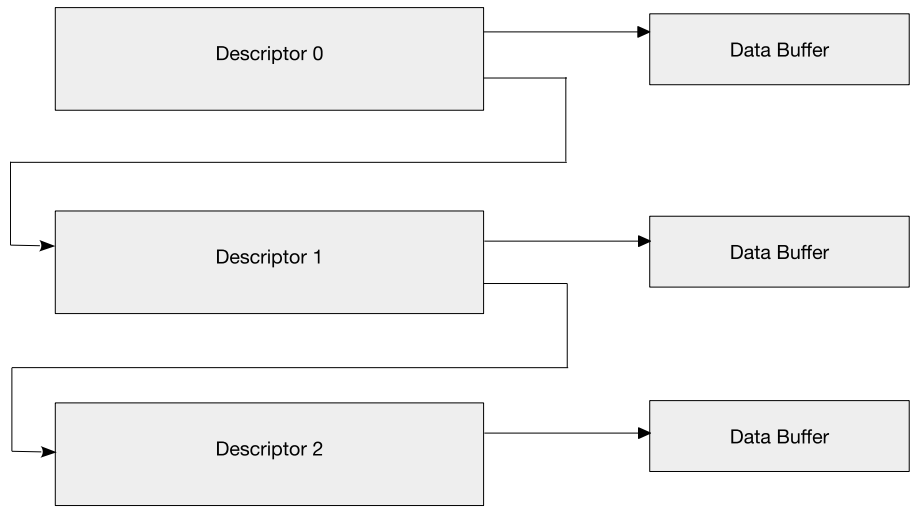 Descriptor 0
Data Buffer
Descriptor 1
Data Buffer
Descriptor 2
Data Buffer